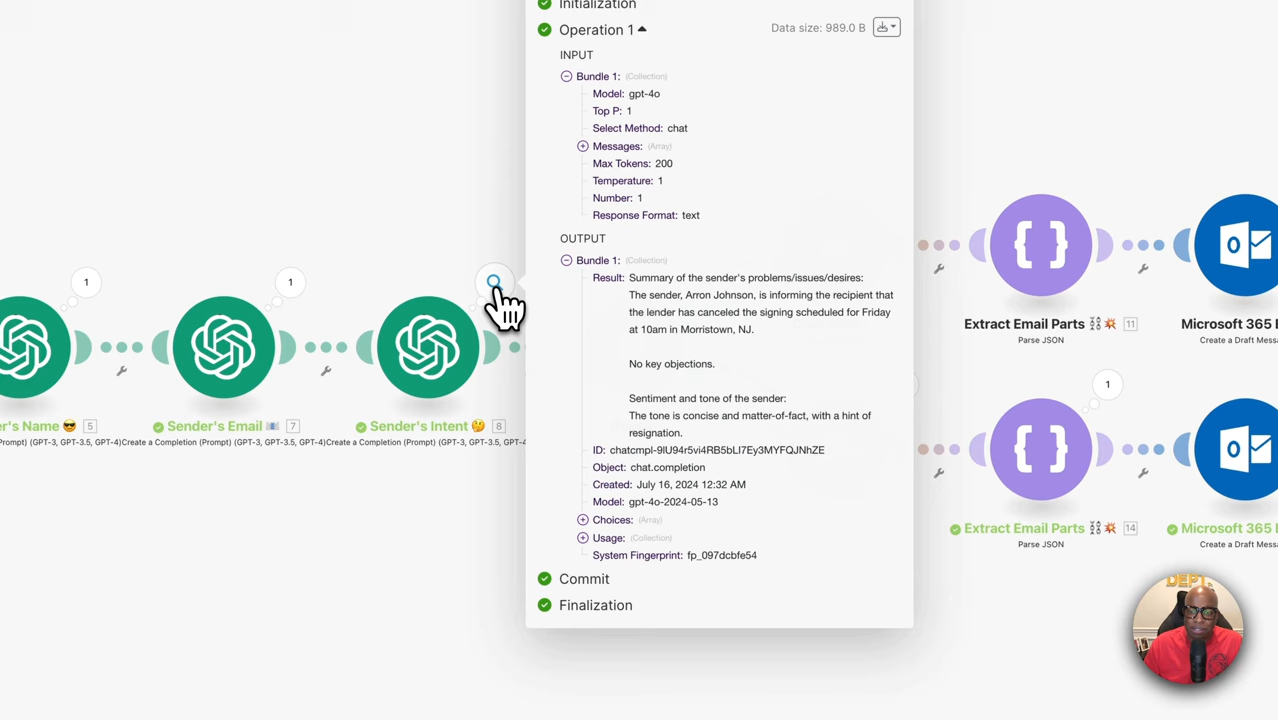 Initialization
Operation 1
Data size: 989.0 B
INPUT
Bundle 1: (Collection)
Model: gpt-4o
Top P: 1
Select Method: chat
Messages: (Array)
Max Tokens: 200
Temperature: 1
Number: 1
Response Format: text
OUTPUT
Bundle 1: (Collection)
Result: Summary of the sender's problems/issues/desires:
The sender, Arron Johnson, is informing the recipient that
the lender has canceled the signing scheduled for Friday
at 10am in Morristown, NJ.
No key objections.
Sentiment and tone of the sender:
The tone is concise and matter-of-fact, with a hint of
resignation.
ID: chatcmpl-9lU94r5vi4RB5bLI7Ey3MYFQJNhZE
Object: chat.completion
Created: July 16, 2024 12:32 AM
Model: gpt-4o-2024-05-13
Choices: (Array)
Usage: (Collection)
System Fingerprint: fp_097dcbfe54
Commit
Finalization
1
1
er's Name 😎 5
Prompt) (GPT-3, GPT-3.5, GPT-4)
Sender's Email 📧 7
Create a Completion (Prompt) (GPT-3, GPT-3.5, GPT-4)
Sender's Intent 🤔 8
Create a Completion (Prompt) (GPT-3, GPT-3.5, GPT-4
{ }
Extract Email Parts ⛓💥 11
Parse JSON
Microsoft 365 E
Create a Draft Messa
1
{ }
Extract Email Parts ⛓💥 14
Parse JSON
Microsoft 365 E
Create a Draft Messa
DEPT.